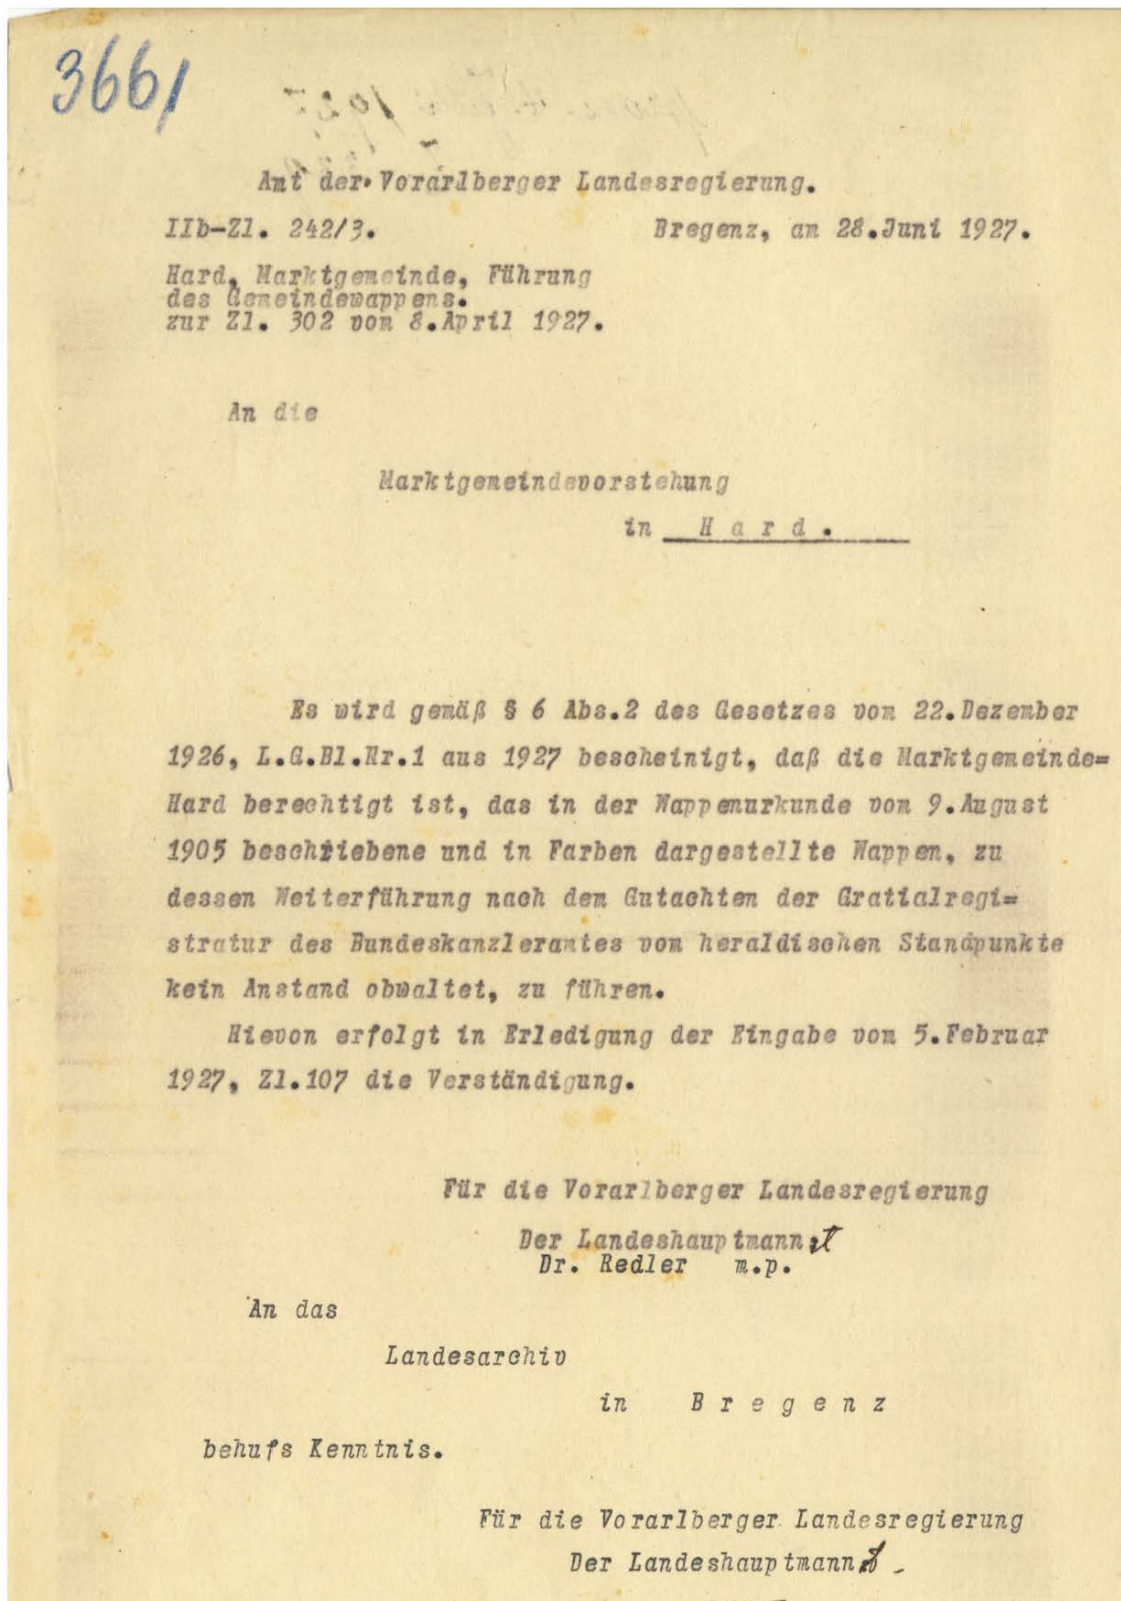 3661
Amt der Vorarlberger Landesregierung.
IIb-Zl. 242/3.    Bregenz, am 28.Juni 1927.
Hard, Marktgemeinde, Führung
des Gemeindewappens.
zur Zl. 302 vom 8.April 1927.
An die
Marktgemeindevorstehung
in H a r d .
Es wird gemäß § 6 Abs.2 des Gesetzes vom 22.Dezember
1926, L.G.Bl.Nr.1 aus 1927 bescheinigt, daß die Marktgemeinde=
Hard berechtigt ist, das in der Wappenurkunde vom 9.August
1905 beschriebene und in Farben dargestellte Wappen, zu
dessen Weiterführung nach dem Gutachten der Gratialregi=
stratur des Bundeskanzleramtes vom heraldischen Standpunkte
kein Anstand obwaltet, zu führen.
Hievon erfolgt in Erledigung der Eingabe vom 5.Februar
1927, Zl.107 die Verständigung.
Für die Vorarlberger Landesregierung
Der Landeshauptmann
Dr. Redler    m.p.
An das
Landesarchiv
in    B r e g e n z
behufs Kenntnis.
Für die Vorarlberger Landesregierung
Der Landeshauptmann